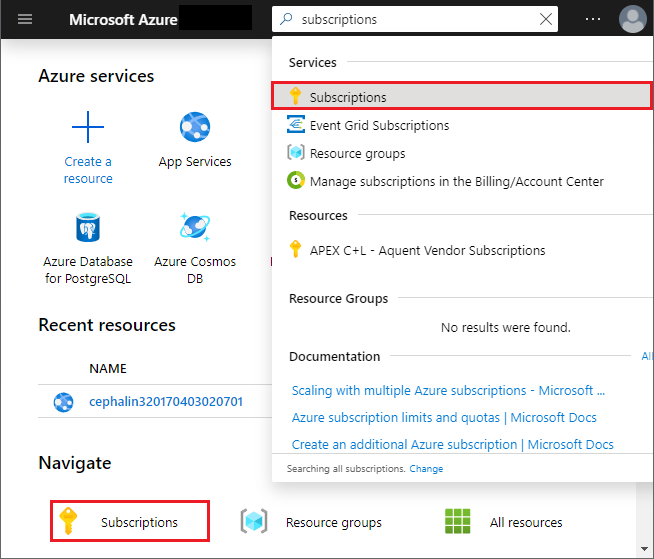 Microsoft Azure
subscriptions
Azure services
Create a
resource
App Services
Azure Database
for PostgreSQL
Azure Cosmos
DB
Recent resources
NAME
cephalin320170403020701
Navigate
Subscriptions
Resource groups
All resources
Services
Subscriptions
Event Grid Subscriptions
Resource groups
Manage subscriptions in the Billing/Account Center
Resources
APEX C+L - Aquent Vendor Subscriptions
Resource Groups
No results were found.
Documentation
All
Scaling with multiple Azure subscriptions - Microsoft ...
Azure subscription limits and quotas | Microsoft Docs
Create an additional Azure subscription | Microsoft Docs
Searching all subscriptions. Change